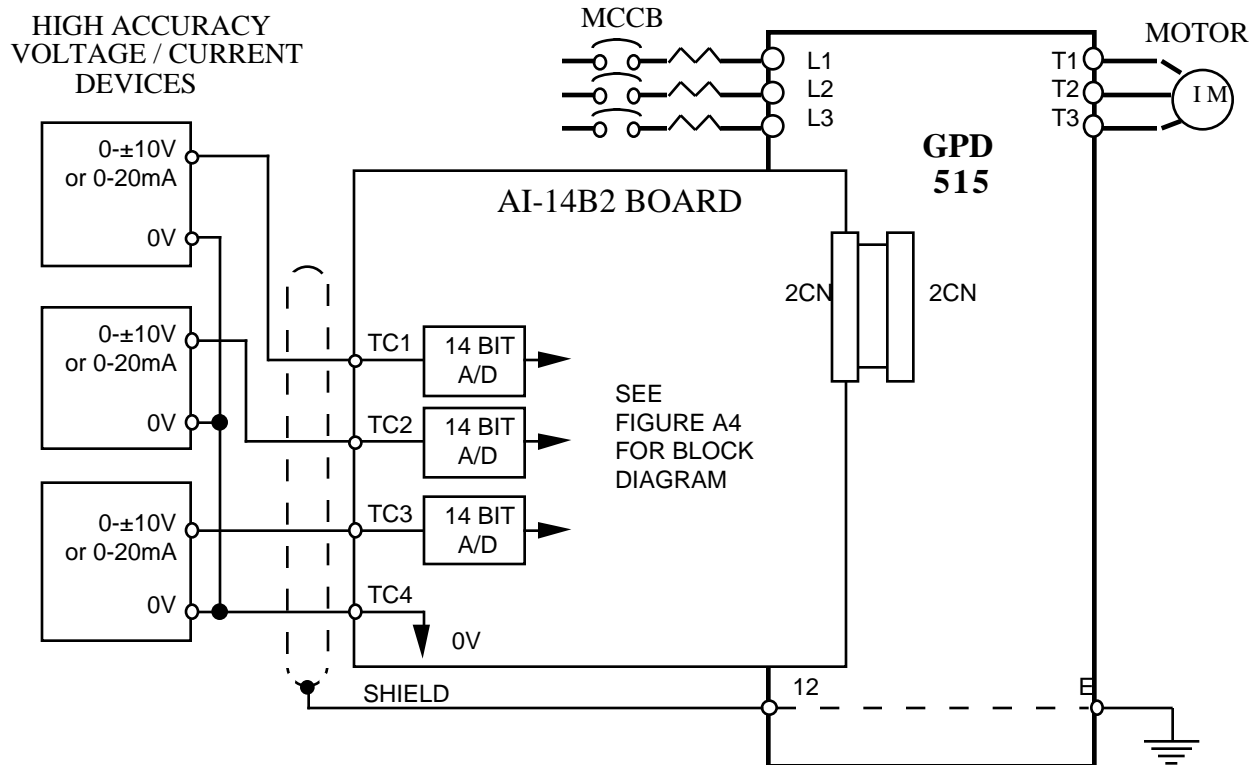 HIGH ACCURACY
VOLTAGE / CURRENT
DEVICES
MCCB
MOTOR
L1
L2
L3
T1
T2
T3
IM
GPD
515
0-±10V
or 0-20mA
0V
0-±10V
or 0-20mA
0V
0-±10V
or 0-20mA
0V
AI-14B2 BOARD
2CN
2CN
TC1
14 BIT
A/D
TC2
14 BIT
A/D
TC3
14 BIT
A/D
TC4
0V
SEE
FIGURE A4
FOR BLOCK
DIAGRAM
SHIELD
12
E